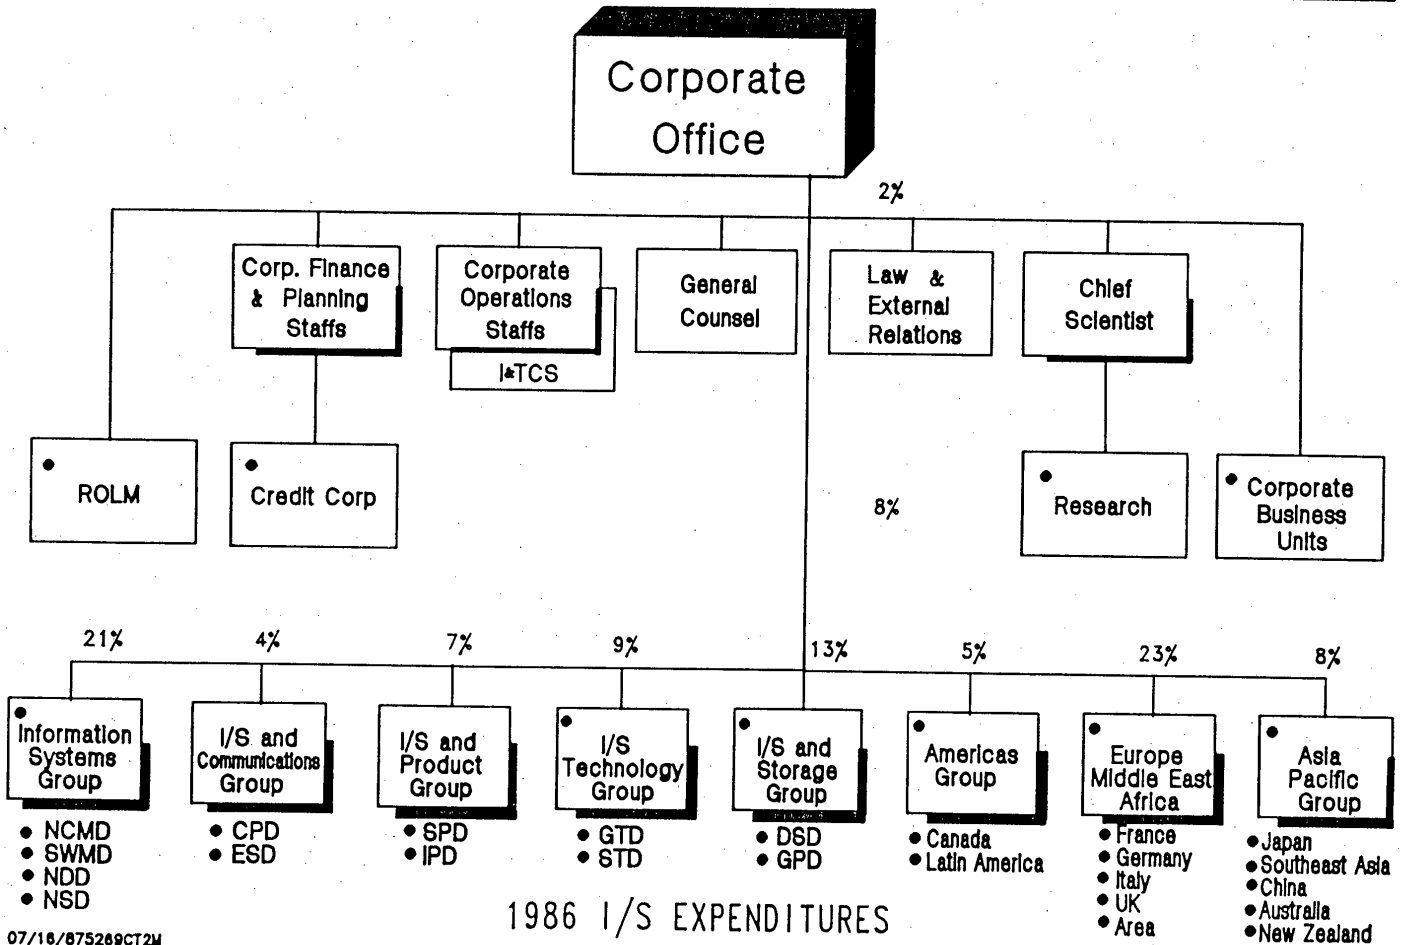 Corporate
Office
2%
Corp. Finance
& Planning
Staffs
Corporate
Operations
Staffs
I&TCS
General
Counsel
Law &
External
Relations
Chief
Scientist
ROLM
Credit Corp
8%
Research
Corporate
Business
Units
21%
4%
7%
9%
13%
5%
23%
8%
Information
Systems
Group
I/S and
Communications
Group
I/S and
Product
Group
I/S
Technology
Group
I/S and
Storage
Group
Americas
Group
Europe
Middle East
Africa
Asia
Pacific
Group
● NCMD
● SWMD
● NDD
● NSD
● CPD
● ESD
● SPD
● IPD
● GTD
● STD
● DSD
● GPD
● Canada
● Latin America
● France
● Germany
● Italy
● UK
● Area
● Japan
● Southeast Asia
● China
● Australia
● New Zealand
1986 I/S EXPENDITURES
07/16/875269CT2M